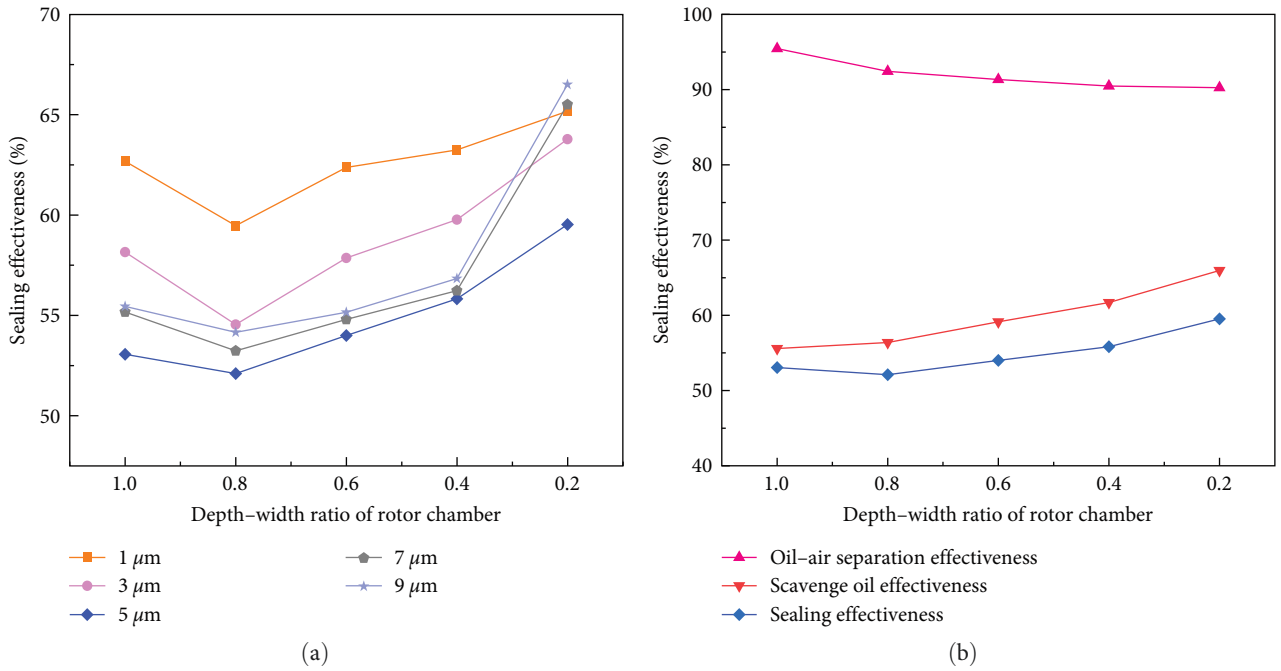 70
65
60
55
50
Sealing effectiveness (%)
1.0 0.8 0.6 0.4 0.2
Depth–width ratio of rotor chamber
1 μm
3 μm
5 μm
7 μm
9 μm
(a)
100
90
80
70
60
50
40
Sealing effectiveness (%)
1.0 0.8 0.6 0.4 0.2
Depth–width ratio of rotor chamber
Oil–air separation effectiveness
Scavenge oil effectiveness
Sealing effectiveness
(b)